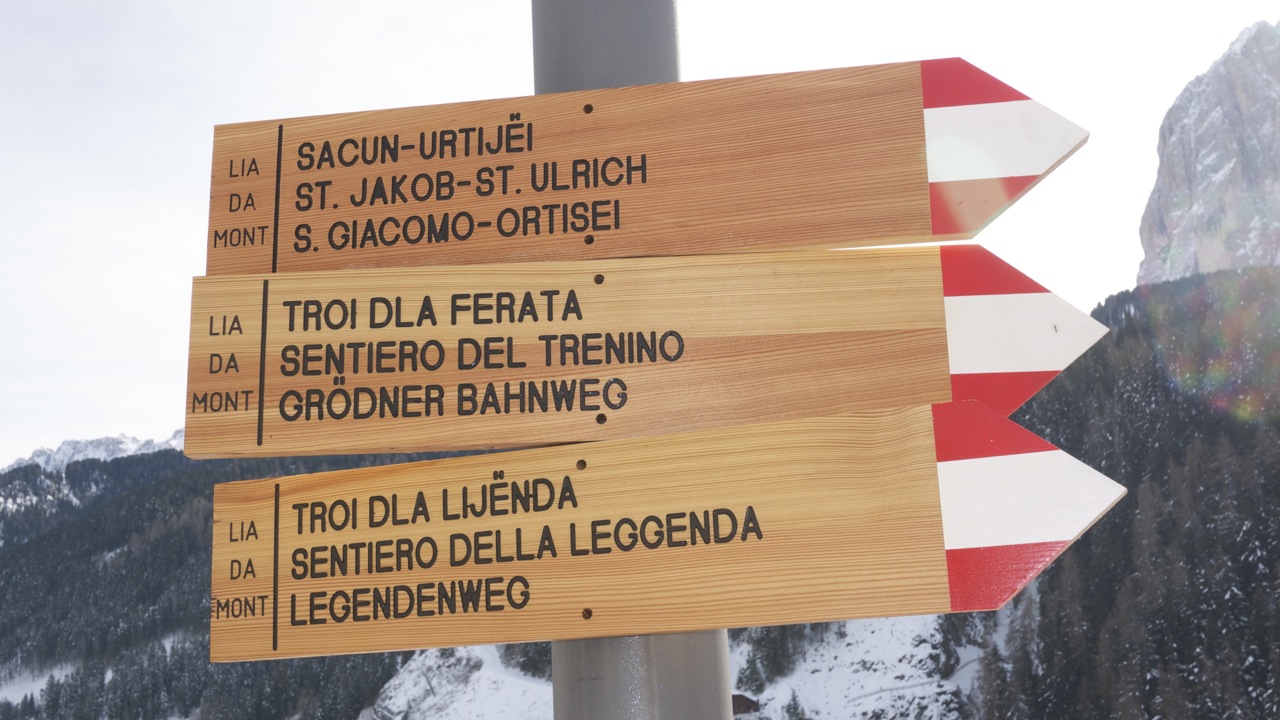 LIA
DA
MONT
SACUN-URTIJËI
ST. JAKOB-ST. ULRICH
S. GIACOMO-ORTISEI
LIA
DA
MONT
TROI DLA FERATA
SENTIERO DEL TRENINO
GRÖDNER BAHNWEG
LIA
DA
MONT
TROI DLA LIJËNDA
SENTIERO DELLA LEGGENDA
LEGENDENWEG